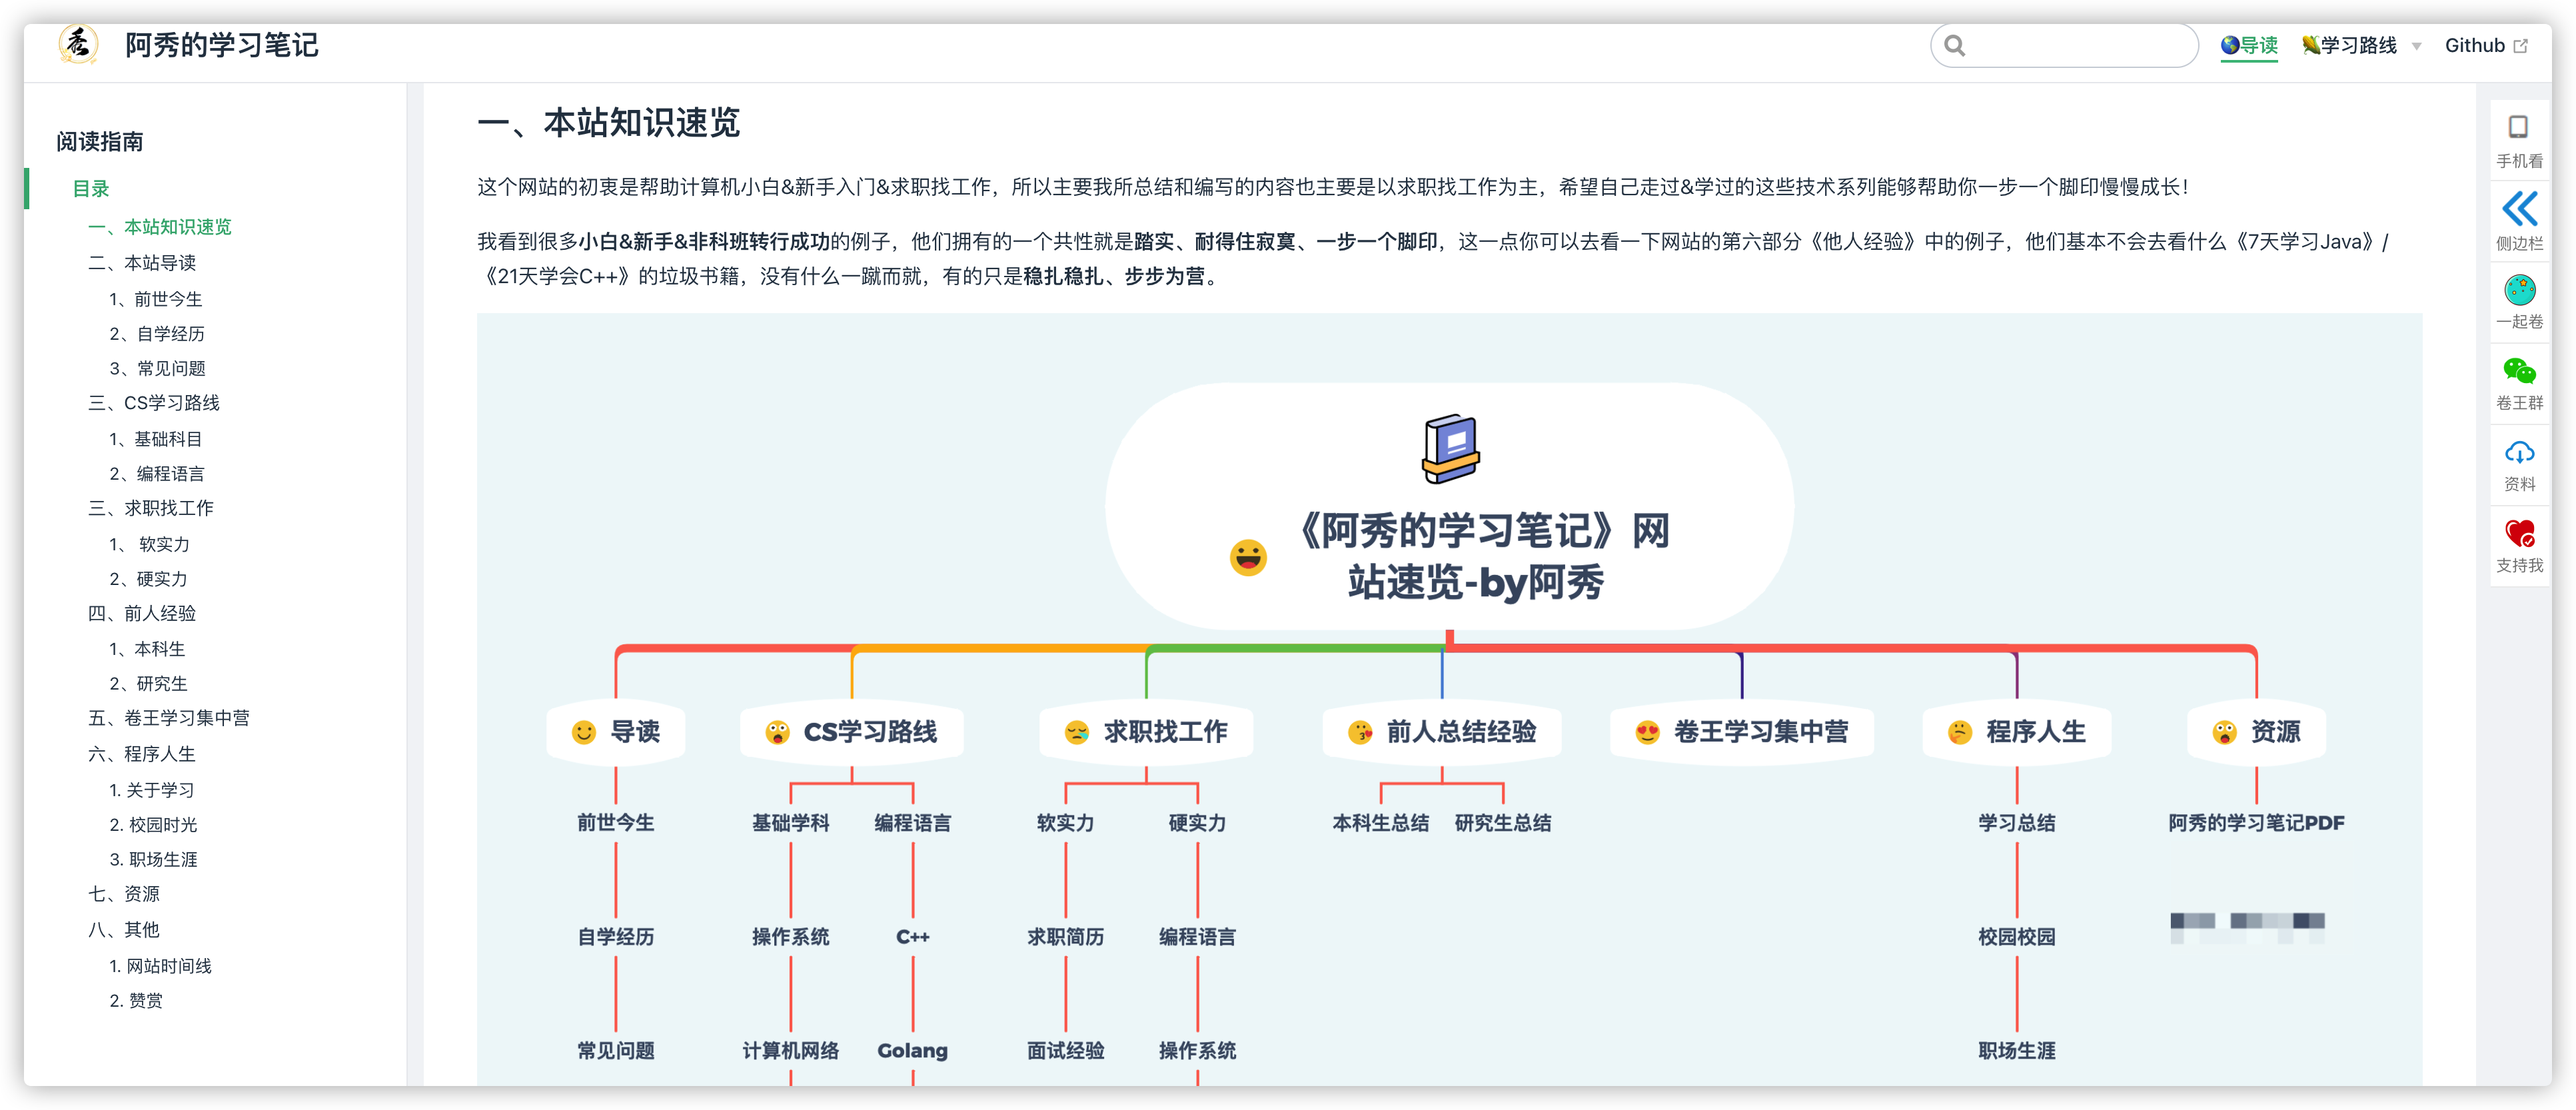 秀
阿秀的学习笔记
导读
学习路线
Github
阅读指南
目录
一、本站知识速览
二、本站导读
1、前世今生
2、自学经历
3、常见问题
三、CS学习路线
1、基础科目
2、编程语言
三、求职找工作
1、 软实力
2、硬实力
四、前人经验
1、本科生
2、研究生
五、卷王学习集中营
六、程序人生
1. 关于学习
2. 校园时光
3. 职场生涯
七、资源
八、其他
1. 网站时间线
2. 赞赏
一、本站知识速览
这个网站的初衷是帮助计算机小白&新手入门&求职找工作，所以主要我所总结和编写的内容也主要是以求职找工作为主，希望自己走过&学过的这些技术系列能够帮助你一步一个脚印慢慢成长！
我看到很多小白&新手&非科班转行成功的例子，他们拥有的一个共性就是踏实、耐得住寂寞、一步一个脚印，这一点你可以去看一下网站的第六部分《他人经验》中的例子，他们基本不会去看什么《7天学习Java》/
《21天学会C++》的垃圾书籍，没有什么一蹴而就，有的只是稳扎稳扎、步步为营。
《阿秀的学习笔记》网
站速览-by阿秀
导读
CS学习路线
求职找工作
前人总结经验
卷王学习集中营
程序人生
资源
前世今生
基础学科
编程语言
软实力
硬实力
本科生总结
研究生总结
学习总结
阿秀的学习笔记PDF
自学经历
操作系统
C++
求职简历
编程语言
校园校园
常见问题
计算机网络
Golang
面试经验
操作系统
职场生涯
手机看
侧边栏
一起卷
卷王群
资料
支持我